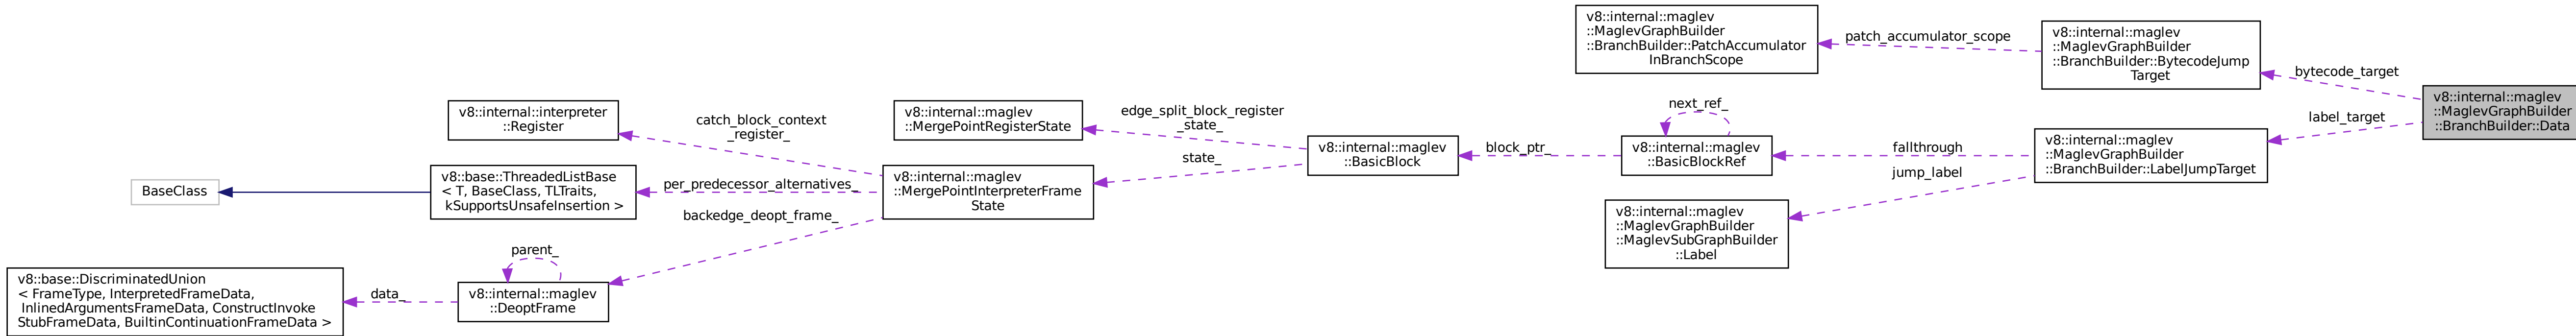 v8::internal::maglev
::MaglevGraphBuilder
::BranchBuilder::PatchAccumulator
InBranchScope
patch_accumulator_scope
v8::internal::maglev
::MaglevGraphBuilder
::BranchBuilder::BytecodeJump
Target
bytecode_target
v8::internal::maglev
::MaglevGraphBuilder
::BranchBuilder::Data
label_target
v8::internal::interpreter
::Register
catch_block_context
_register_
v8::internal::maglev
::MergePointRegisterState
edge_split_block_register
_state_
state_
v8::internal::maglev
::BasicBlock
block_ptr_
next_ref_
v8::internal::maglev
::BasicBlockRef
fallthrough
jump_label
v8::internal::maglev
::MaglevGraphBuilder
::BranchBuilder::LabelJumpTarget
BaseClass
v8::base::ThreadedListBase
< T, BaseClass, TLTraits,
kSupportsUnsafeInsertion >
per_predecessor_alternatives_
v8::internal::maglev
::MergePointInterpreterFrame
State
backedge_deopt_frame_
v8::internal::maglev
::MaglevGraphBuilder
::MaglevSubGraphBuilder
::Label
parent_
v8::base::DiscriminatedUnion
< FrameType, InterpretedFrameData,
InlinedArgumentsFrameData, ConstructInvoke
StubFrameData, BuiltinContinuationFrameData >
data_
v8::internal::maglev
::DeoptFrame